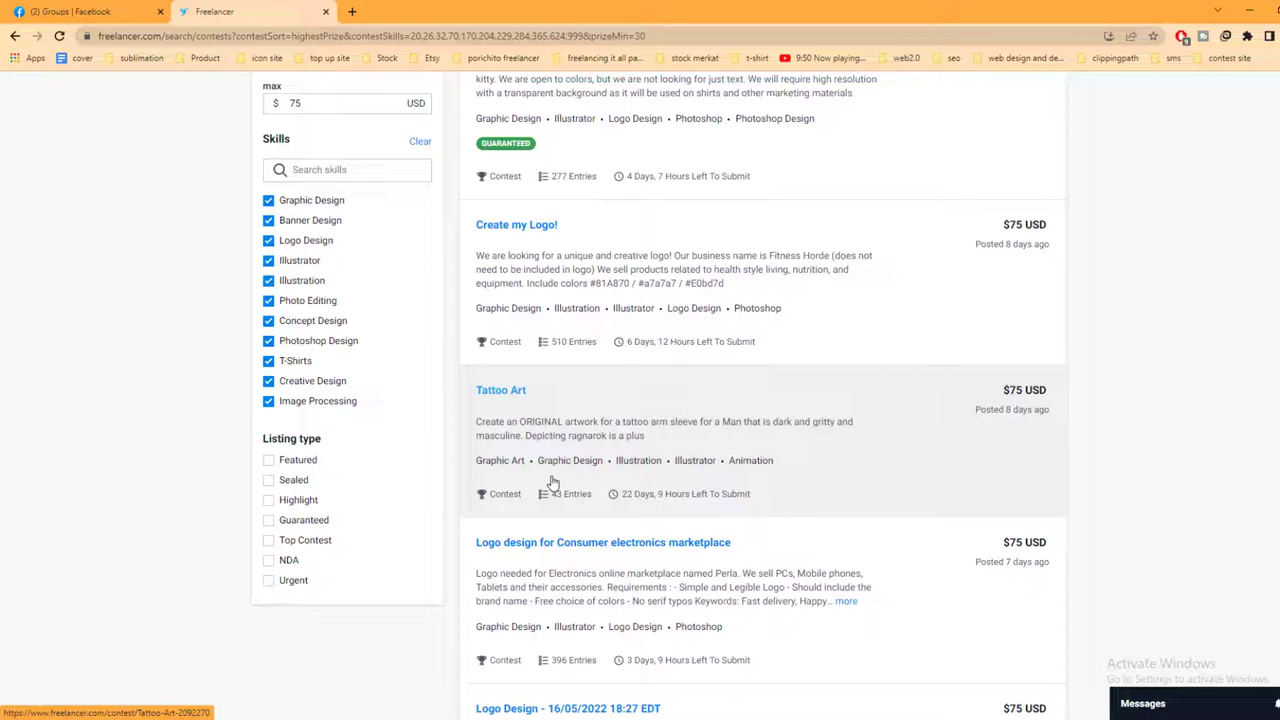 (2) Groups | Facebook
Freelancer
freelancer.com/search/contests?contestSort=highestPrize&contestSkills=20.26.32.70.170.204.229.284.365.624.999&prizeMin=30
Apps cover sublimation Product icon site top up site Stock Etsy porichito freelancer freelancing it all pa... stock merkat t-shirt 9:50 Now playing... web2.0 seo web design and de... clippingpath sms contest site
max
$ 75 USD
Skills Clear
Search skills
Graphic Design
Banner Design
Logo Design
Illustrator
Illustration
Photo Editing
Concept Design
Photoshop Design
T-Shirts
Creative Design
Image Processing
Listing type
Featured
Sealed
Highlight
Guaranteed
Top Contest
NDA
Urgent
kitty. We are open to colors, but we are not looking for just text. We will require high resolution
with a transparent background as it will be used on shirts and other marketing materials
Graphic Design • Illustrator • Logo Design • Photoshop • Photoshop Design
GUARANTEED
Contest 277 Entries 4 Days, 7 Hours Left To Submit
Create my Logo! $75 USD
Posted 8 days ago
We are looking for a unique and creative logo! Our business name is Fitness Horde (does not
need to be included in logo) We sell products related to health style living, nutrition, and
equipment. Include colors #81A870 / #a7a7a7 / #E0bd7d
Graphic Design • Illustration • Illustrator • Logo Design • Photoshop
Contest 510 Entries 6 Days, 12 Hours Left To Submit
Tattoo Art $75 USD
Posted 8 days ago
Create an ORIGINAL artwork for a tattoo arm sleeve for a Man that is dark and gritty and
masculine. Depicting ragnarok is a plus
Graphic Art • Graphic Design • Illustration • Illustrator • Animation
Contest 43 Entries 22 Days, 9 Hours Left To Submit
Logo design for Consumer electronics marketplace $75 USD
Posted 7 days ago
Logo needed for Electronics online marketplace named Perla. We sell PCs, Mobile phones,
Tablets and their accessories. Requirements : - Simple and Legible Logo - Should include the
brand name - Free choice of colors - No serif typos Keywords: Fast delivery, Happy... more
Graphic Design • Illustrator • Logo Design • Photoshop
Contest 396 Entries 3 Days, 9 Hours Left To Submit
Logo Design - 16/05/2022 18:27 EDT $75 USD
Activate Windows
Go to Settings to activate Windows.
Messages
https://www.freelancer.com/contest/Tattoo-Art-2092270